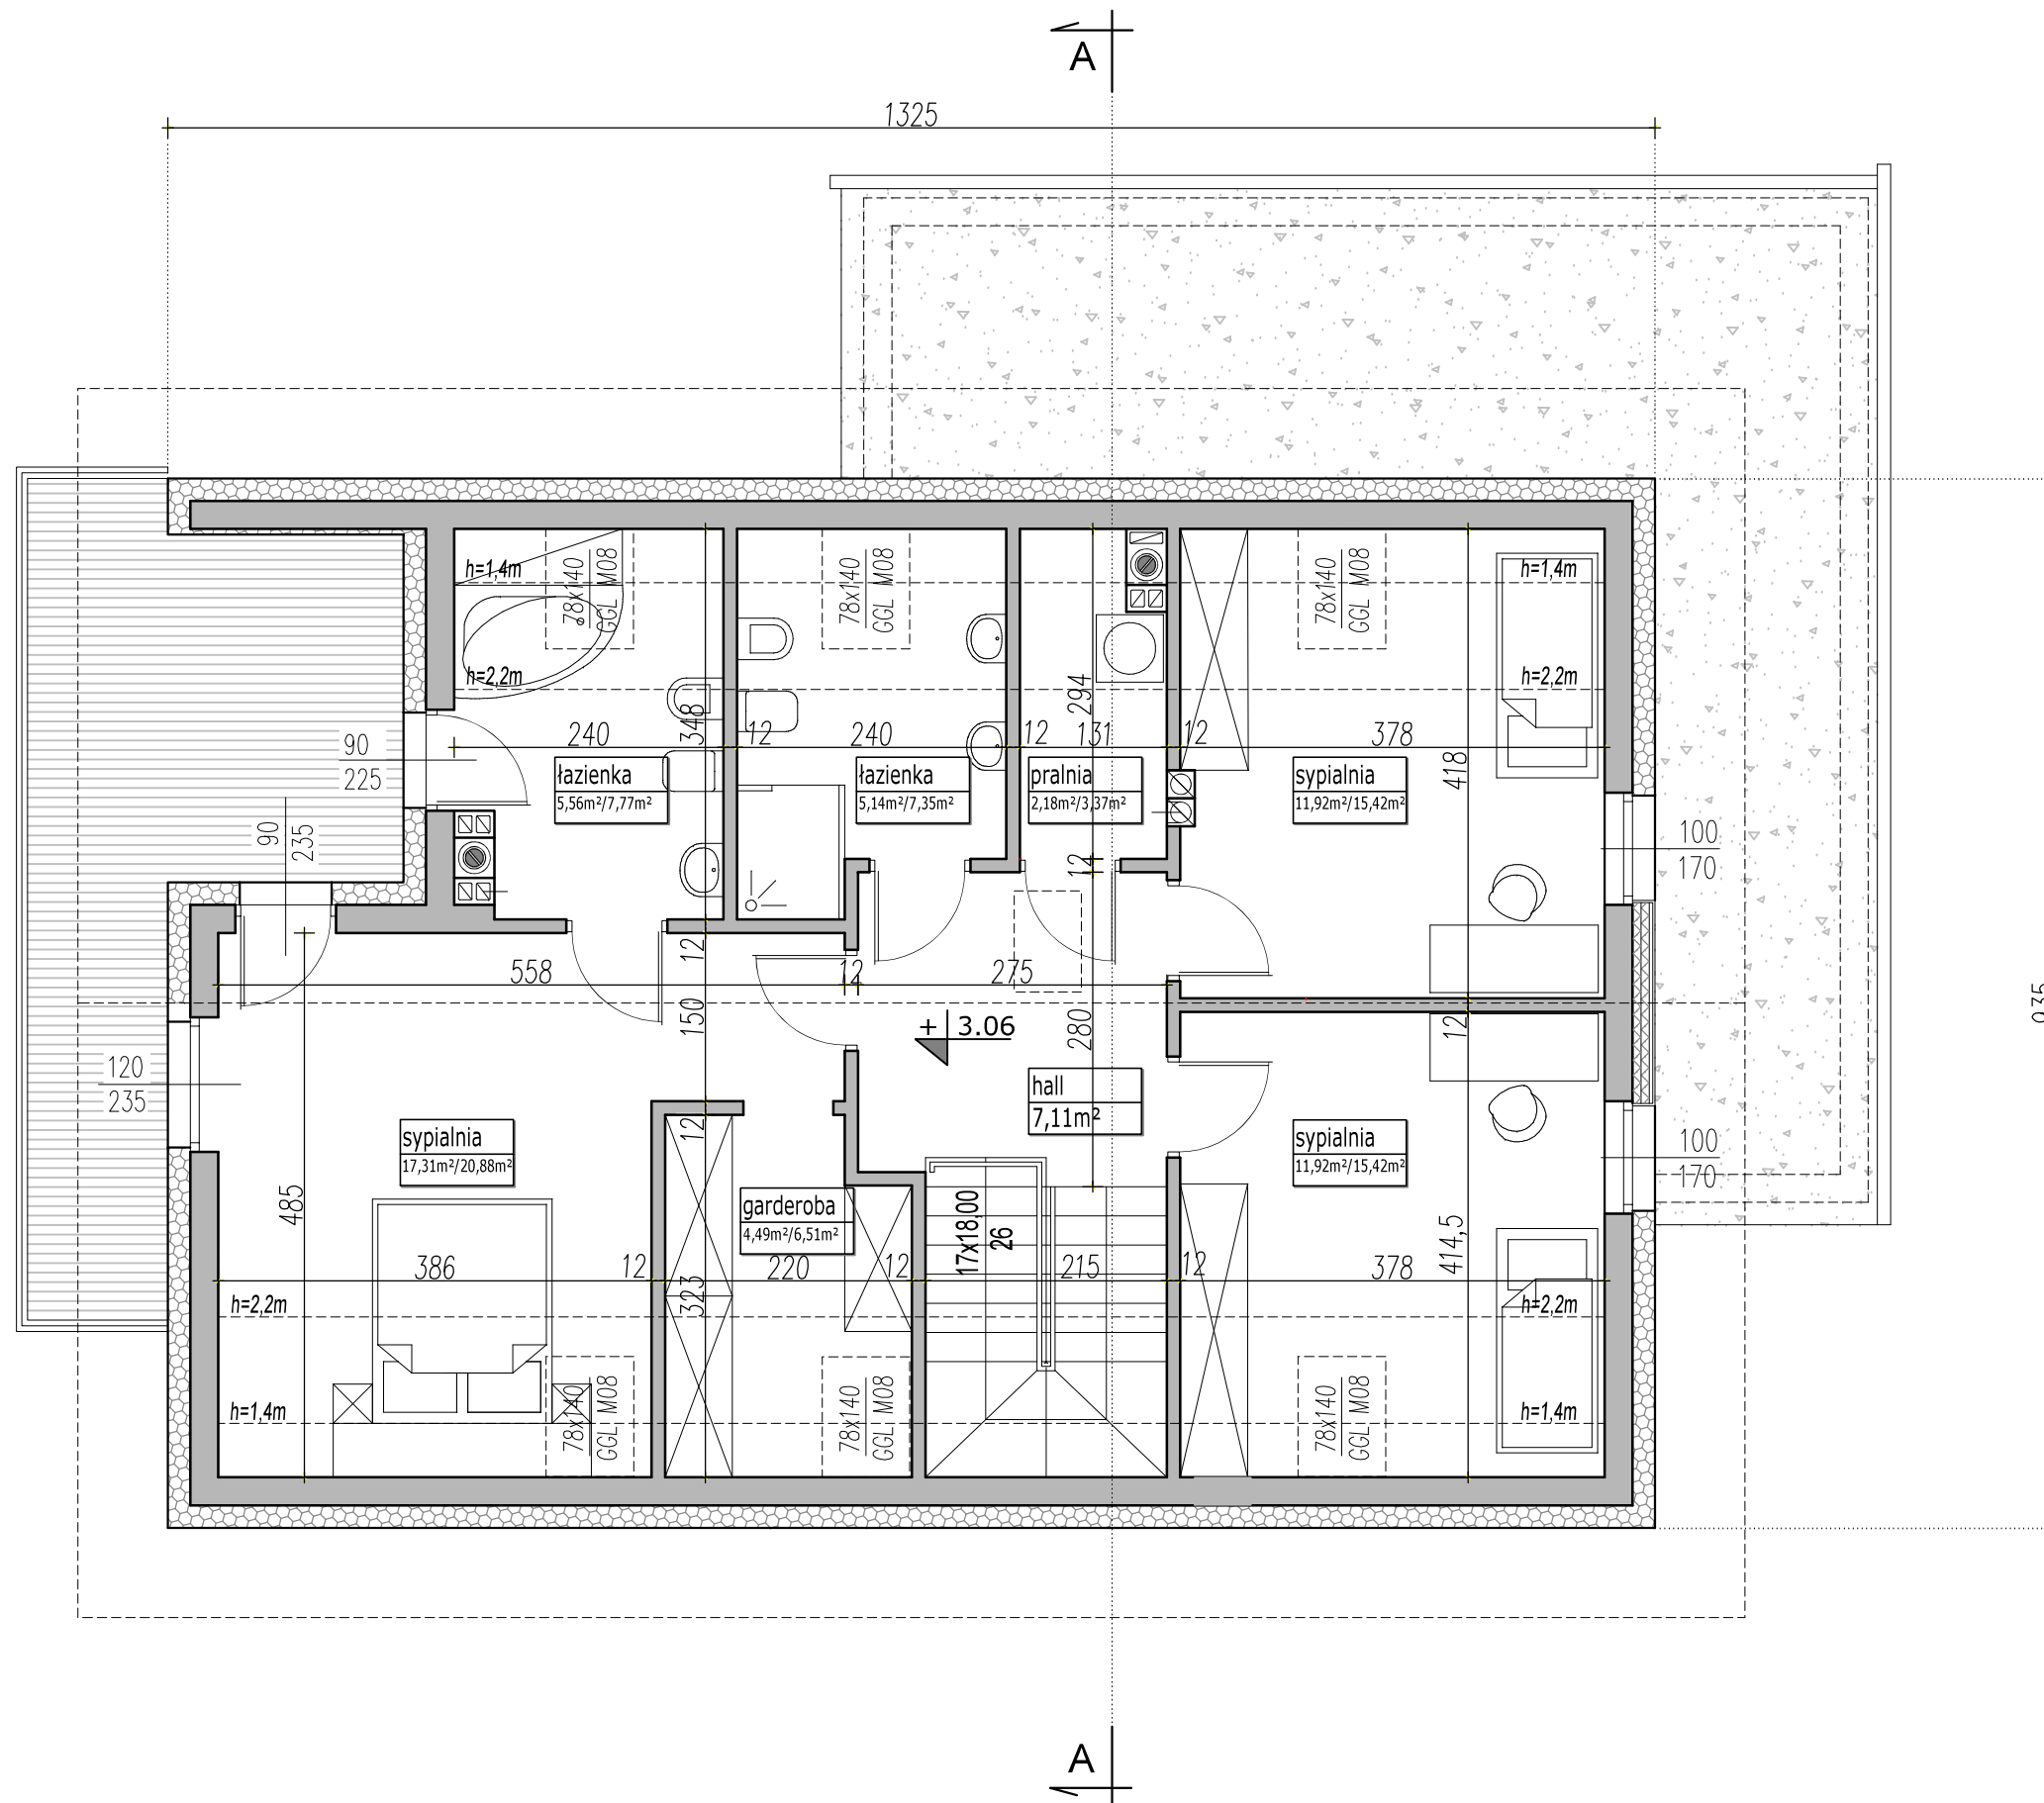 A
1325
h=1,4m
78x140
GGL M08
78x140
GGL M08
78x140
GGL M08
h=1,4m
h=2,2m
h=2,2m
90
225
240
348
12
240
12
294
131
12
378
418
łazienka
5,56m²/7,77m²
łazienka
5,14m²/7,35m²
pralnia
2,18m²/3,37m²
sypialnia
11,92m²/15,42m²
90
235
100
170
12
558
12
12
275
150
280
12
+ 3.06
935
120
235
hall
7,11m²
sypialnia
17,31m²/20,88m²
12
sypialnia
11,92m²/15,42m²
100
170
485
garderoba
4,49m²/6,51m²
17x18,00
26
414,5
386
12
323
220
12
215
12
378
h=2,2m
h=2,2m
h=1,4m
78x140
GGL M08
78x140
GGL M08
78x140
GGL M08
h=1,4m
A